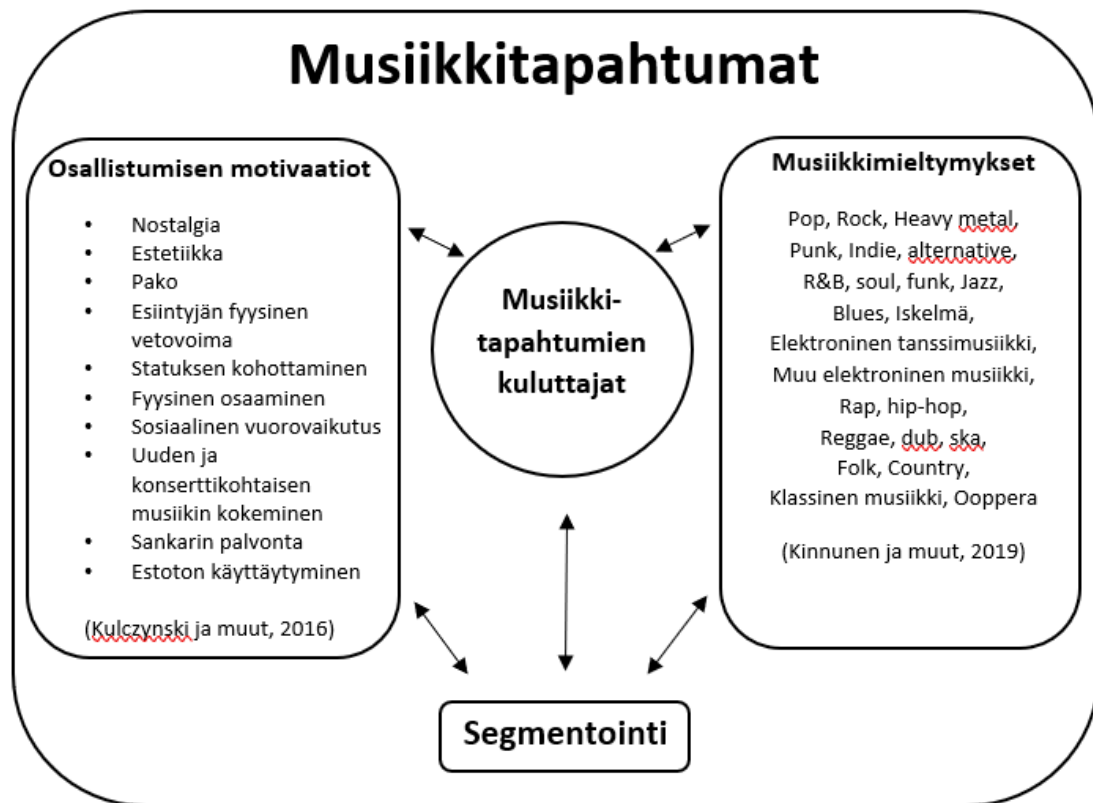 Musiikkitapahtumat
Osallistumisen motivaatiot
• Nostalgia
• Estetiikka
• Pako
• Esiintyjän fyysinen
vetovoima
• Statuksen kohottaminen
• Fyysinen osaaminen
• Sosiaalinen vuorovaikutus
• Uuden ja
konserttikohtaisen
musiikin kokeminen
• Sankarin palvonta
• Estoton käyttäytyminen
(Kulczynski ja muut, 2016)
Musiikki-
tapahtumien
kuluttajat
Musiikkimieltymykset
Pop, Rock, Heavy metal,
Punk, Indie, alternative,
R&B, soul, funk, Jazz,
Blues, Iskelmä,
Elektroninen tanssimusiikki,
Muu elektroninen musiikki,
Rap, hip-hop,
Reggae, dub, ska,
Folk, Country,
Klassinen musiikki, Ooppera
(Kinnunen ja muut, 2019)
Segmentointi